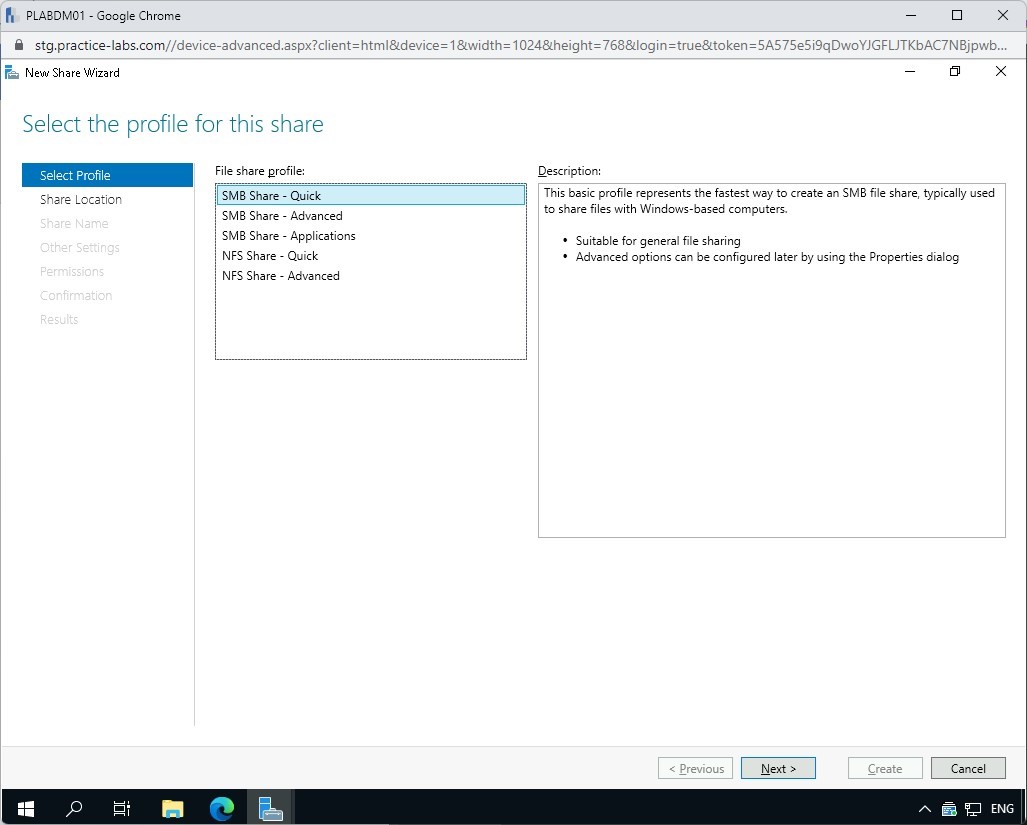 PLABDM01 - Google Chrome
stg.practice-labs.com//device-advanced.aspx?client=html&device=1&width=1024&height=768&login=true&token=5A575e5i9qDwoYJGFLJTKbAC7NBjpwb...
New Share Wizard
Select the profile for this share
Select Profile
Share Location
Share Name
Other Settings
Permissions
Confirmation
Results
File share profile:
SMB Share - Quick
SMB Share - Advanced
SMB Share - Applications
NFS Share - Quick
NFS Share - Advanced
Description:
This basic profile represents the fastest way to create an SMB file share, typically used
to share files with Windows-based computers.
• Suitable for general file sharing
• Advanced options can be configured later by using the Properties dialog
< Previous
Next >
Create
Cancel
ENG